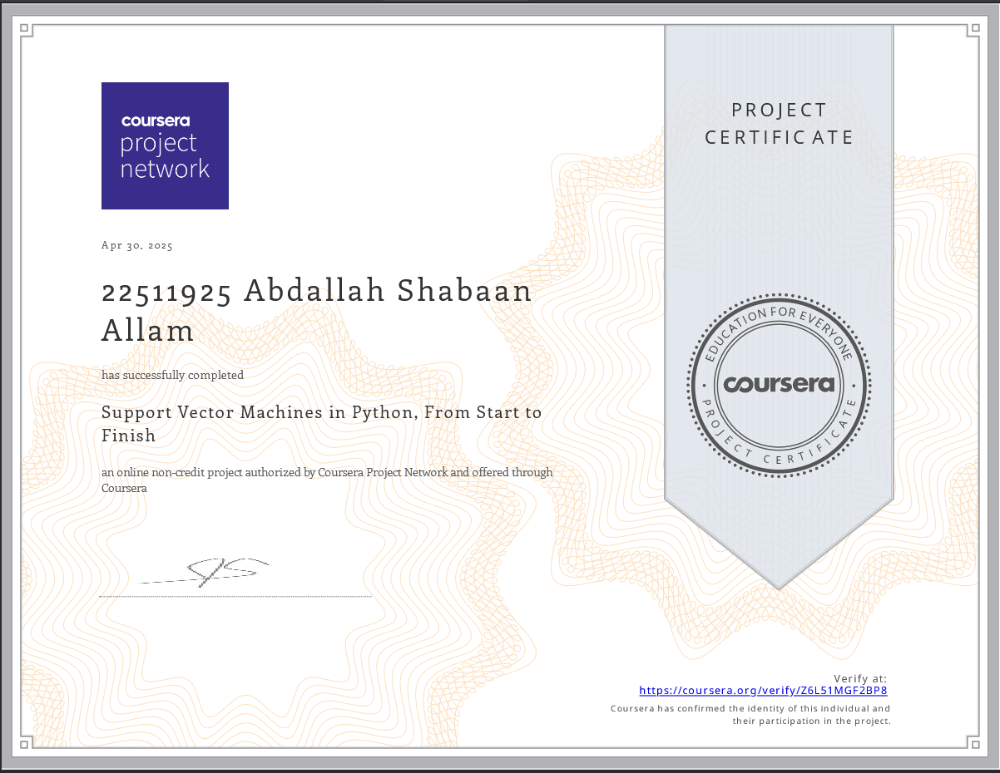 coursera
project
network
PROJECT
CERTIFICATE
Apr 30, 2025
22511925 Abdallah Shabaan
Allam
has successfully completed
Support Vector Machines in Python, From Start to
Finish
an online non-credit project authorized by Coursera Project Network and offered through
Coursera
EDUCATION FOR EVERYONE
coursera
PROJECT CERTIFICATE
Verify at:
https://coursera.org/verify/Z6L51MGF2BP8
Coursera has confirmed the identity of this individual and
their participation in the project.